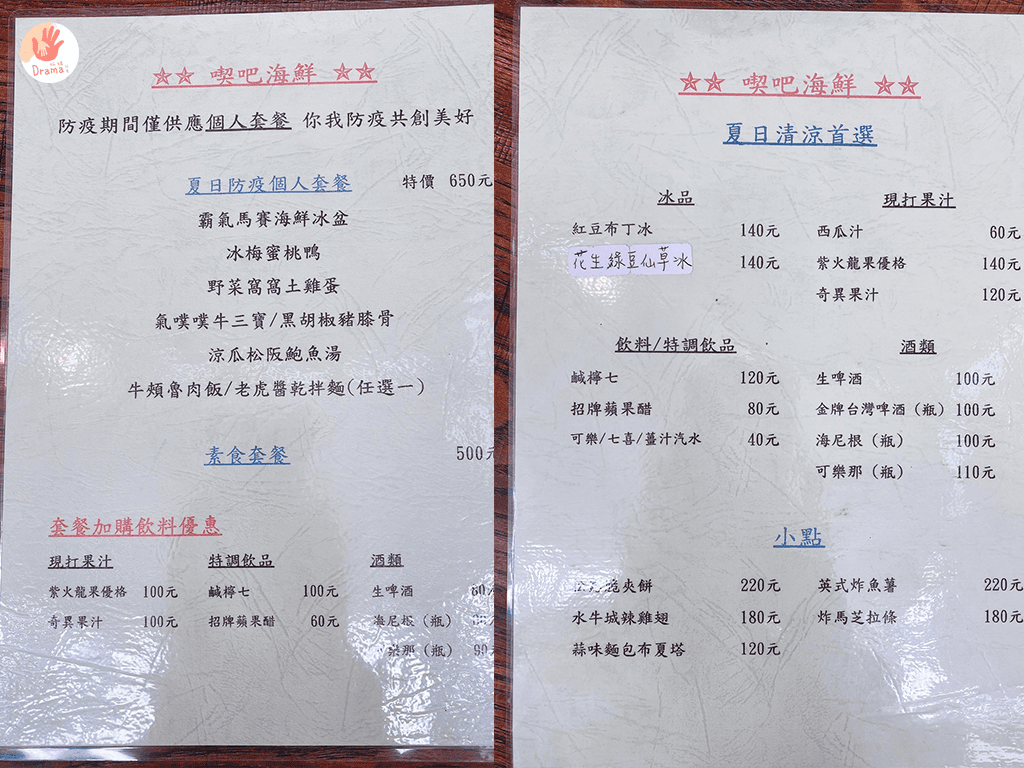 Drama
☆☆ 喫吧海鮮 ☆☆
防疫期間僅供應個人套餐 你我防疫共創美好
夏日防疫個人套餐 特價 650元
霸氣馬賽海鮮冰盆
冰梅蜜桃鴨
野菜窩窩土雞蛋
氣噗噗牛三寶/黑胡椒豬膝骨
涼瓜松阪鮑魚湯
牛頰魯肉飯/老虎醬乾拌麵(任選一)
素食套餐 500元
套餐加購飲料優惠
現打果汁 特調飲品 酒類
紫火龍果優格 100元 鹹檸七 100元 生啤酒
奇異果汁 100元 招牌蘋果醋 60元 海尼根（瓶）
樂那（瓶）
☆☆ 喫吧海鮮 ☆☆
夏日清涼首選
冰品 現打果汁
紅豆布丁冰 140元 西瓜汁 60元
花生綠豆仙草冰 140元 紫火龍果優格 140元
奇異果汁 120元
飲料/特調飲品 酒類
鹹檸七 120元 生啤酒 100元
招牌蘋果醋 80元 金牌台灣啤酒（瓶） 100元
可樂/七喜/薑汁汽水 40元 海尼根（瓶） 100元
可樂那（瓶） 110元
小點
脆夾餅 220元 英式炸魚薯 220元
水牛城辣雞翅 180元 炸馬芝拉條 180元
蒜味麵包布夏塔 120元